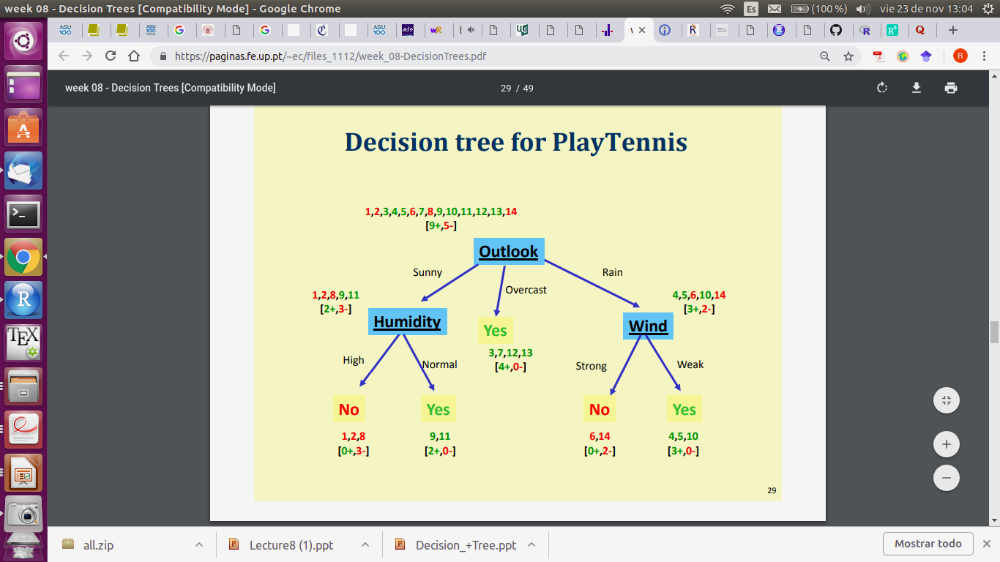 week 08 - Decision Trees [Compatibility Mode] - Google Chrome
Es
(100 %)
vie 23 de nov 13:04
https://paginas.fe.up.pt/~ec/files_1112/week_08-DecisionTrees.pdf
R
week 08 - Decision Trees [Compatibility Mode]
29 / 49
Decision tree for PlayTennis
1,2,3,4,5,6,7,8,9,10,11,12,13,14
[9+,5-]
Outlook
Sunny
Overcast
Rain
1,2,8,9,11
[2+,3-]
4,5,6,10,14
[3+,2-]
Humidity
Yes
Wind
3,7,12,13
[4+,0-]
High
Normal
Strong
Weak
No
Yes
No
Yes
1,2,8
9,11
6,14
4,5,10
[0+,3-]
[2+,0-]
[0+,2-]
[3+,0-]
29
all.zip
Lecture8 (1).ppt
Decision_+Tree.ppt
Mostrar todo